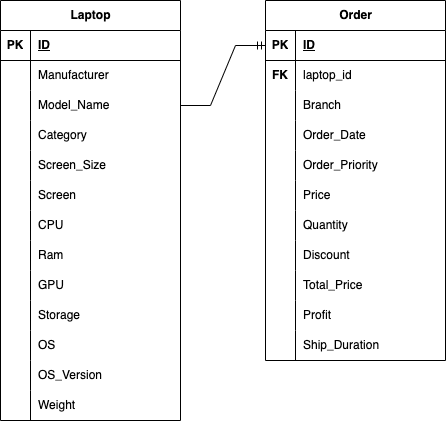 Laptop
PK ID
Manufacturer
Model_Name
Category
Screen_Size
Screen
CPU
Ram
GPU
Storage
OS
OS_Version
Weight
Order
PK ID
FK laptop_id
Branch
Order_Date
Order_Priority
Price
Quantity
Discount
Total_Price
Profit
Ship_Duration